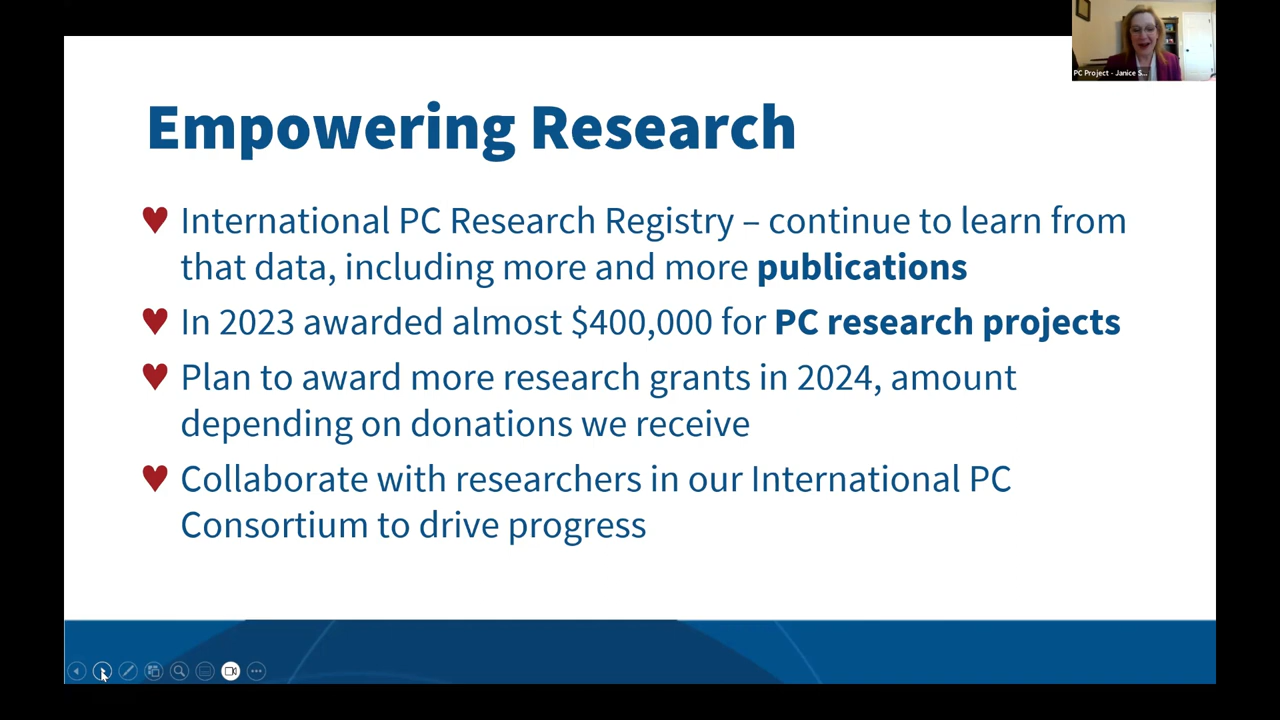 PC Project - Janice S...
Empowering Research
♥ International PC Research Registry – continue to learn from
that data, including more and more publications
♥ In 2023 awarded almost $400,000 for PC research projects
♥ Plan to award more research grants in 2024, amount
depending on donations we receive
♥ Collaborate with researchers in our International PC
Consortium to drive progress